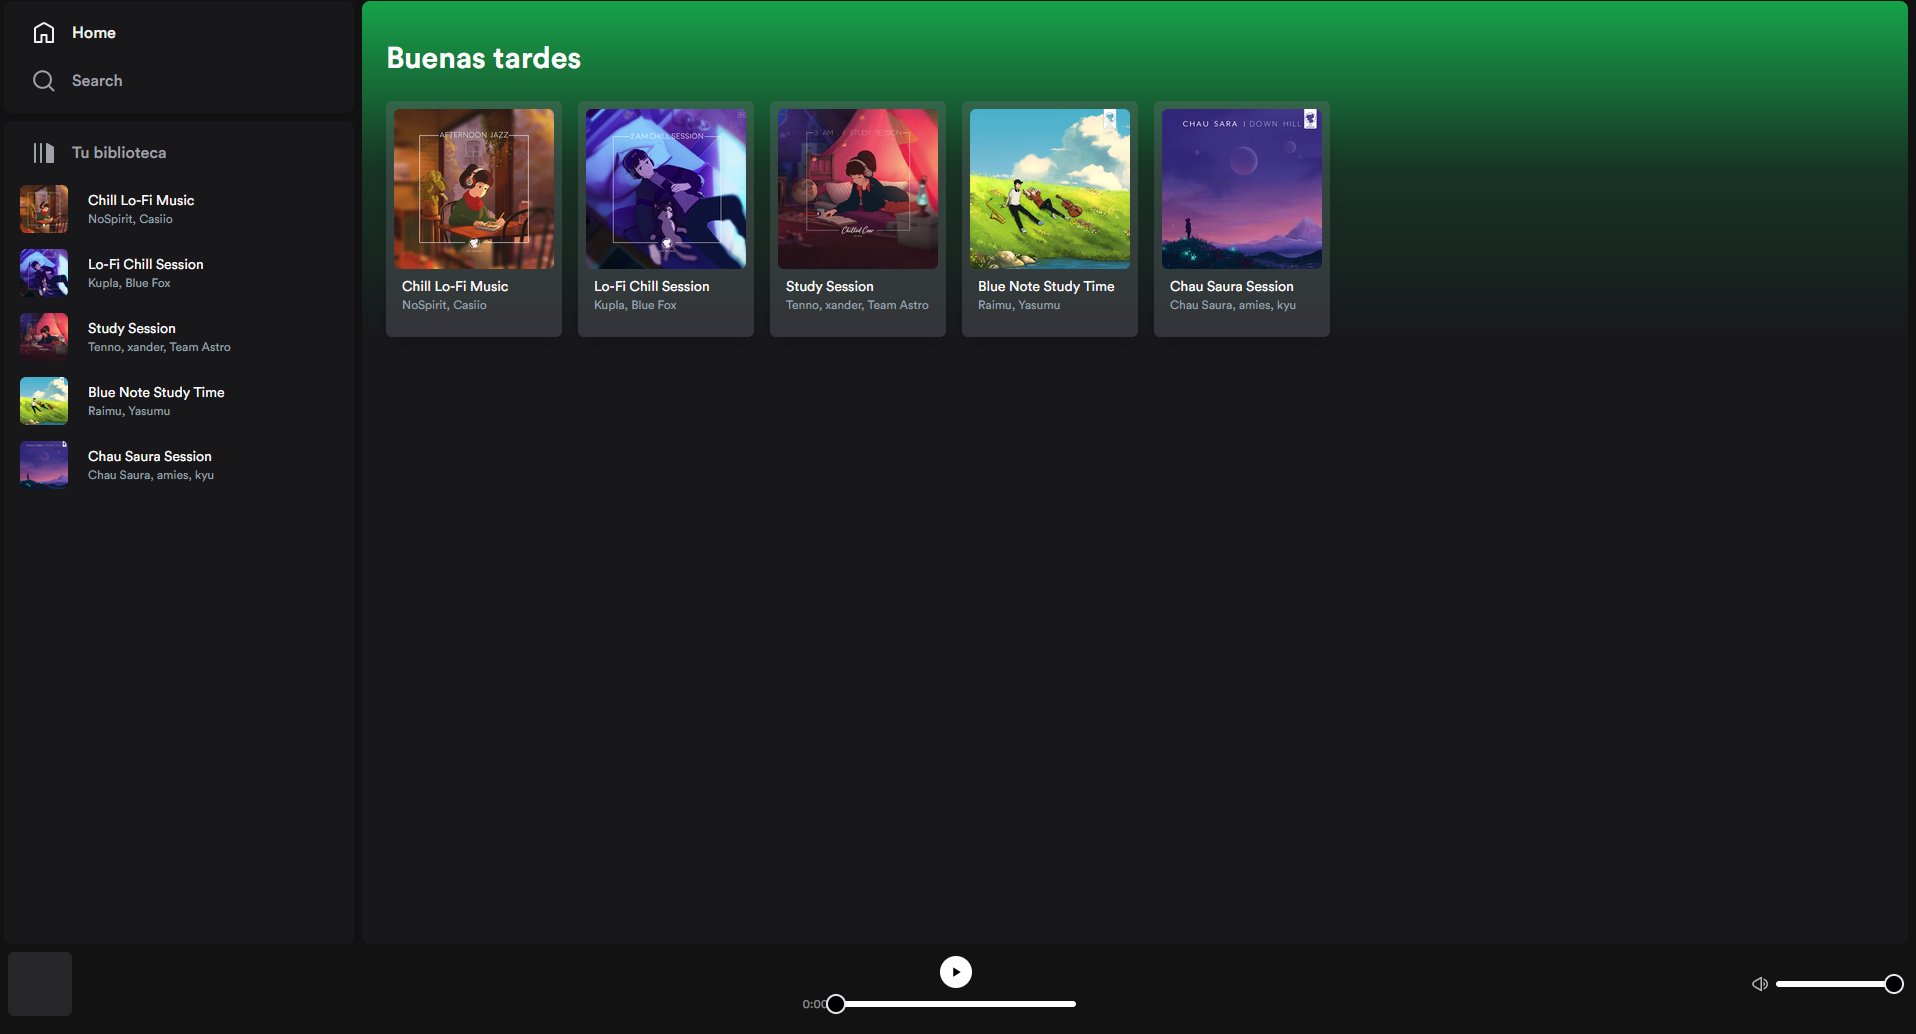 Home
Search
Tu biblioteca
Chill Lo-Fi Music
NoSpirit, Casiio
Lo-Fi Chill Session
Kupla, Blue Fox
Study Session
Tenno, xander, Team Astro
Blue Note Study Time
Raimu, Yasumu
Chau Saura Session
Chau Saura, amies, kyu
Buenas tardes
AFTERNOON JAZZ
Chill Lo-Fi Music
NoSpirit, Casiio
2 AM CHILL SESSION
Lo-Fi Chill Session
Kupla, Blue Fox
3 AM STUDY SESSION
Chilled Cow
Study Session
Tenno, xander, Team Astro
Blue Note Study Time
Raimu, Yasumu
CHAU SARA I DOWN HILL
Chau Saura Session
Chau Saura, amies, kyu
0:00